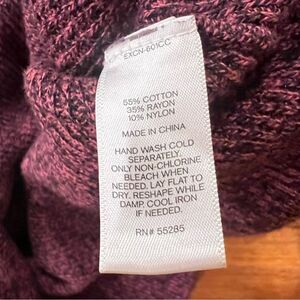 EXCN-601CC
55% COTTON
35% RAYON
10% NYLON
MADE IN CHINA
HAND WASH COLD
SEPARATELY.
ONLY NON-CHLORINE
BLEACH WHEN
NEEDED. LAY FLAT TO
DRY. RESHAPE WHILE
DAMP. COOL IRON
IF NEEDED.
RN# 55285